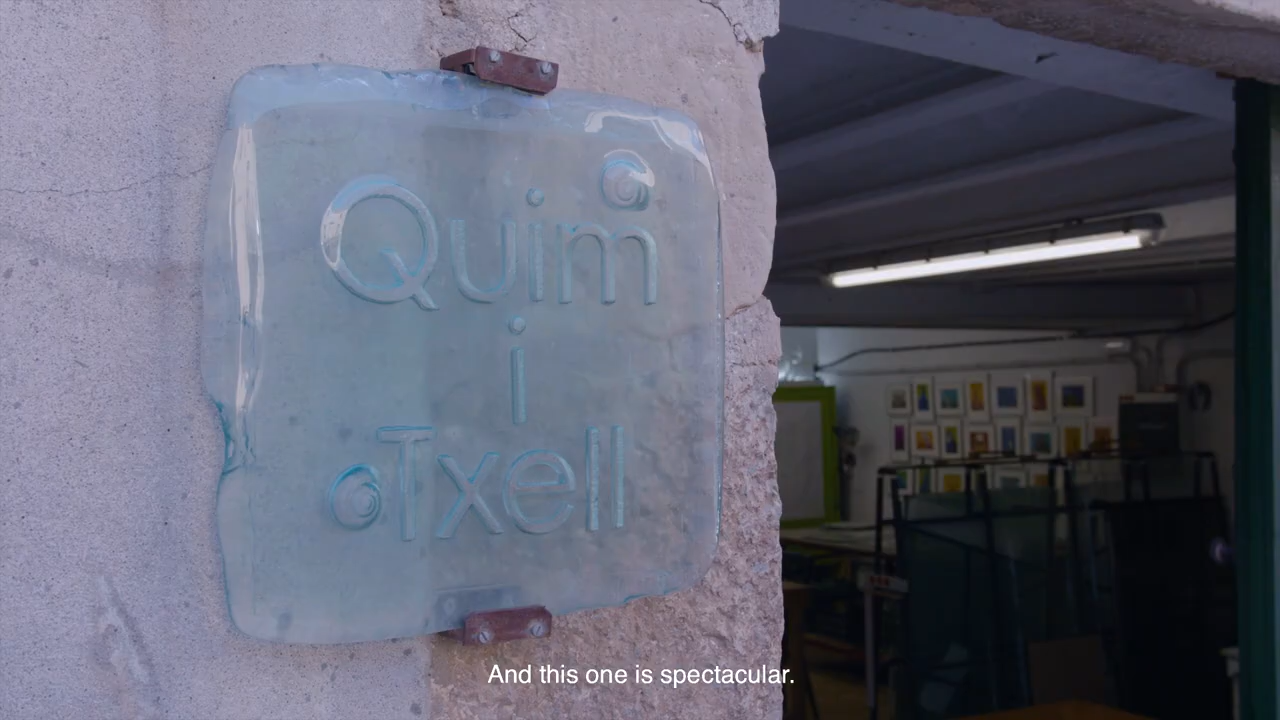 Quim
i
Txell
And this one is spectacular.